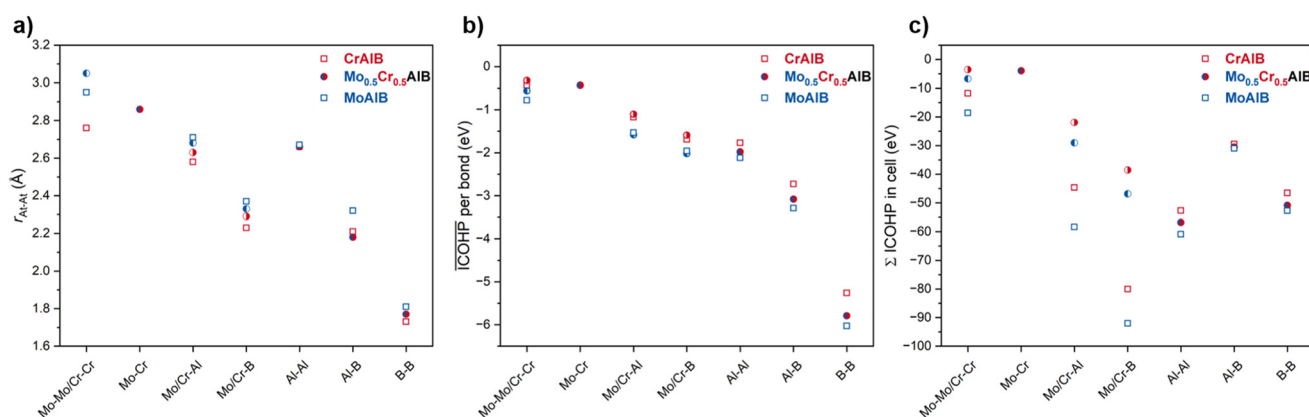 a)
3.2
3.0
2.8
2.6
2.4
2.2
2.0
1.8
1.6
r At-At (Å)
CrAlB
Mo0.5Cr0.5AlB
MoAlB
Mo-Mo/Cr-Cr
Mo-Cr
Mo/Cr-Al
Mo/Cr-B
Al-Al
Al-B
B-B
b)
0
−1
−2
−3
−4
−5
−6
ICOHP per bond (eV)
CrAlB
Mo0.5Cr0.5AlB
MoAlB
Mo-Mo/Cr-Cr
Mo-Cr
Mo/Cr-Al
Mo/Cr-B
Al-Al
Al-B
B-B
c)
0
−10
−20
−30
−40
−50
−60
−70
−80
−90
−100
Σ ICOHP in cell (eV)
CrAlB
Mo0.5Cr0.5AlB
MoAlB
Mo-Mo/Cr-Cr
Mo-Cr
Mo/Cr-Al
Mo/Cr-B
Al-Al
Al-B
B-B